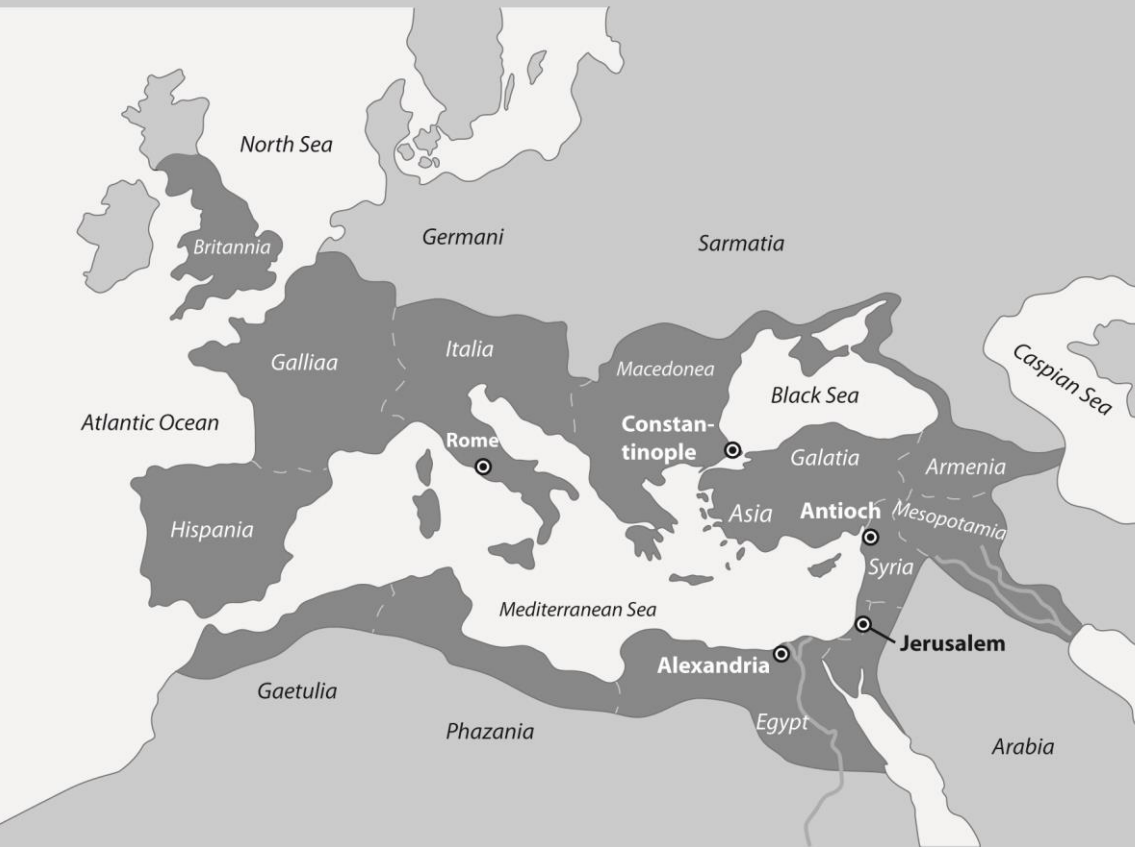 North Sea
Britannia
Germani
Sarmatia
Galliaa
Italia
Macedonea
Caspian Sea
Black Sea
Atlantic Ocean
Constan-
tinople
Rome
Galatia
Armenia
Hispania
Asia
Antioch
Mesopotamia
Syria
Mediterranean Sea
Jerusalem
Alexandria
Gaetulia
Egypt
Phazania
Arabia